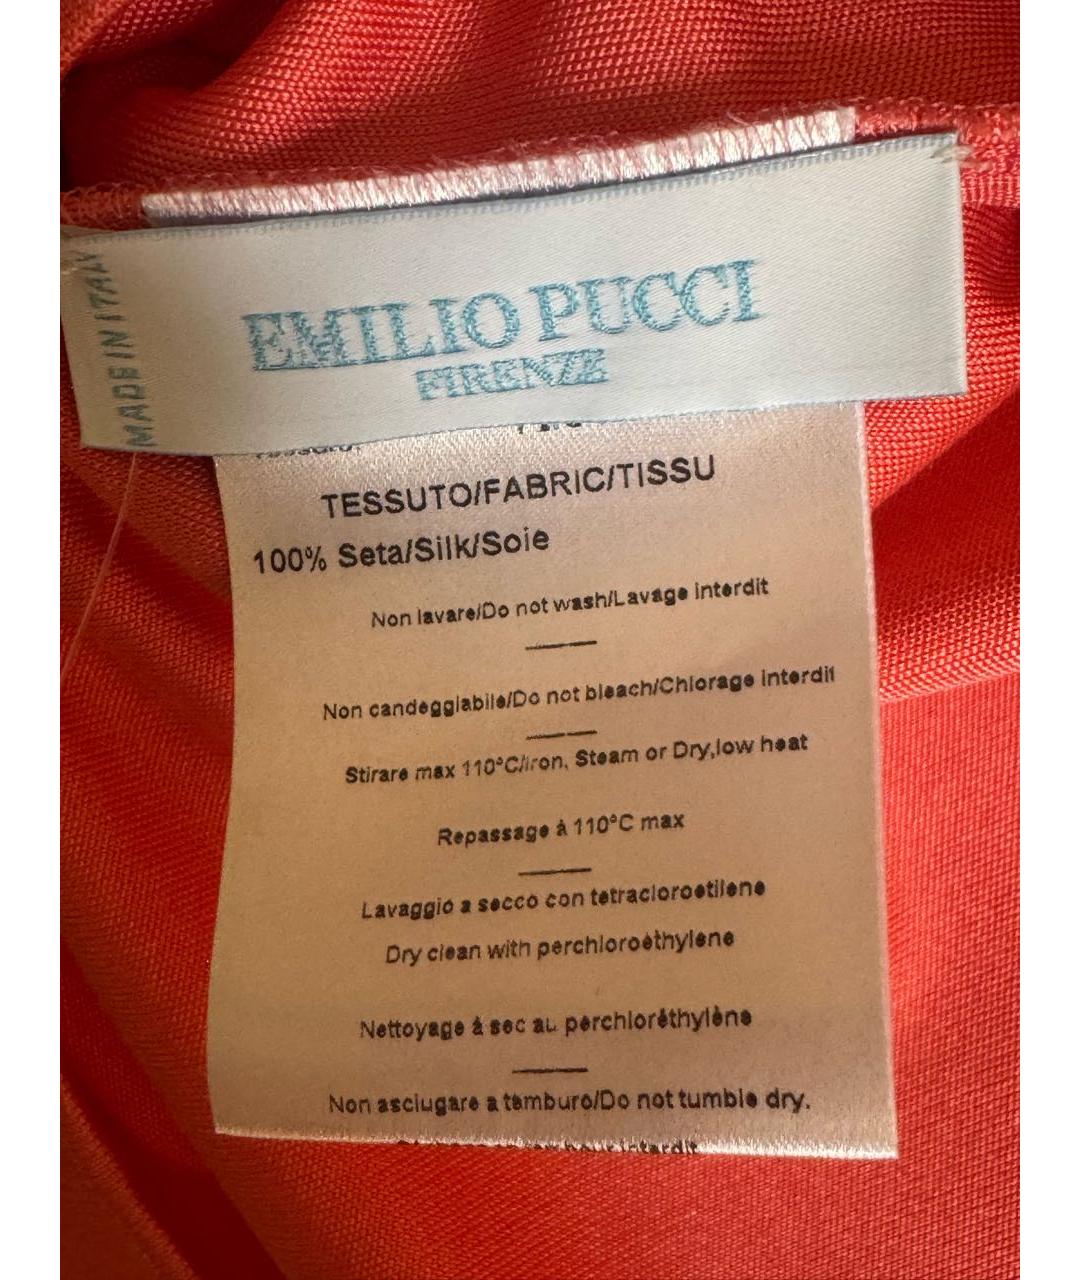 MADE IN ITALY
EMILIO PUCCI
FIRENZE
TESSUTO/FABRIC/TISSU
100% Seta/Silk/Soie
Non lavare/Do not wash/Lavage interdit
Non candeggiabile/Do not bleach/Chlorage interdit
Stirare max 110°C/iron, Steam or Dry,low heat
Repassage à 110°C max
Lavaggio a secco con tetracloroetilene
Dry clean with perchloroèthylene
Nettoyage à sec au perchloréthylène
Non asciugare a tamburo/Do not tumble dry.
interdit